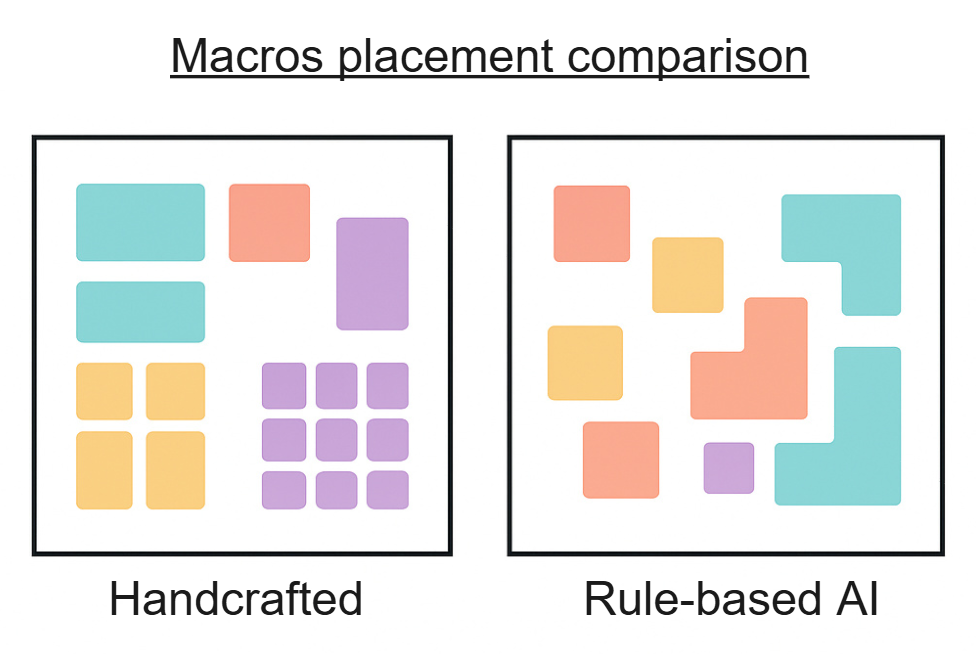 Macros placement comparison
Handcrafted
Rule-based AI